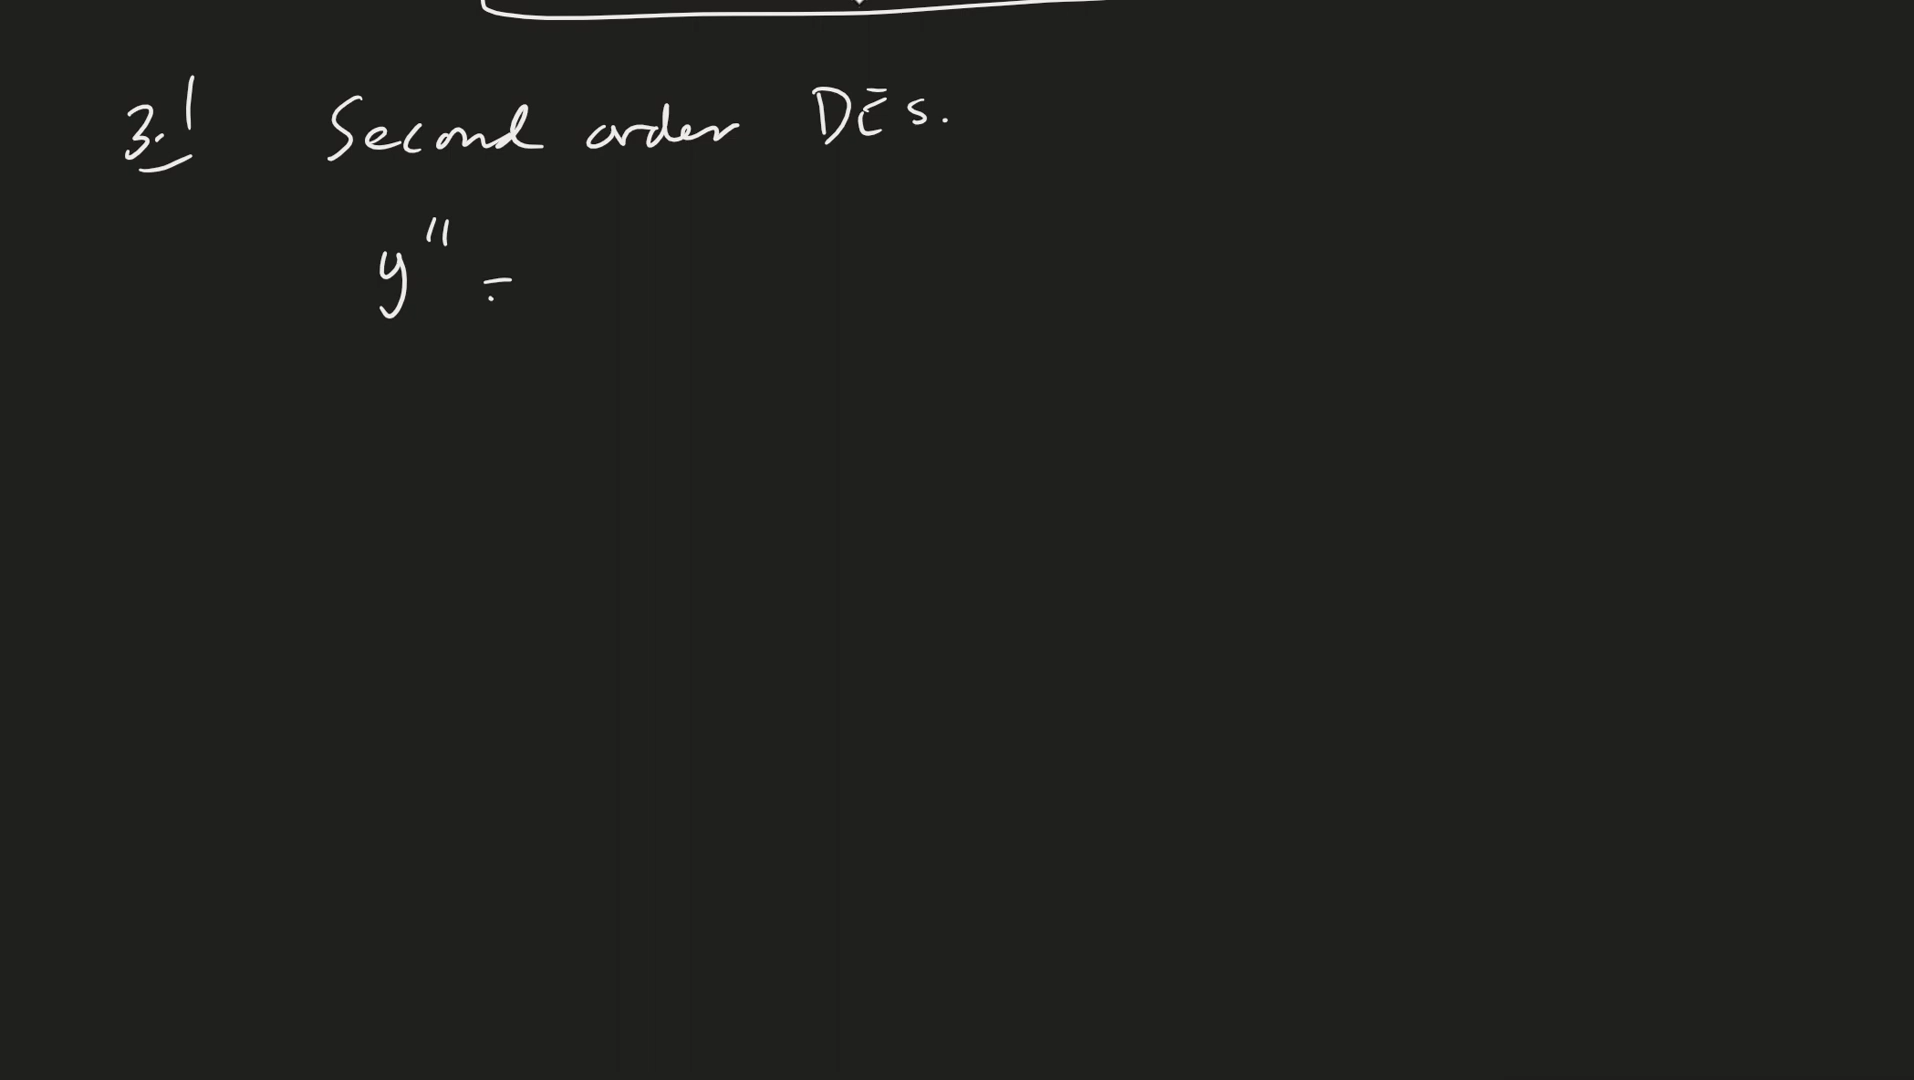 3.1 Second order DEs.
y'' =